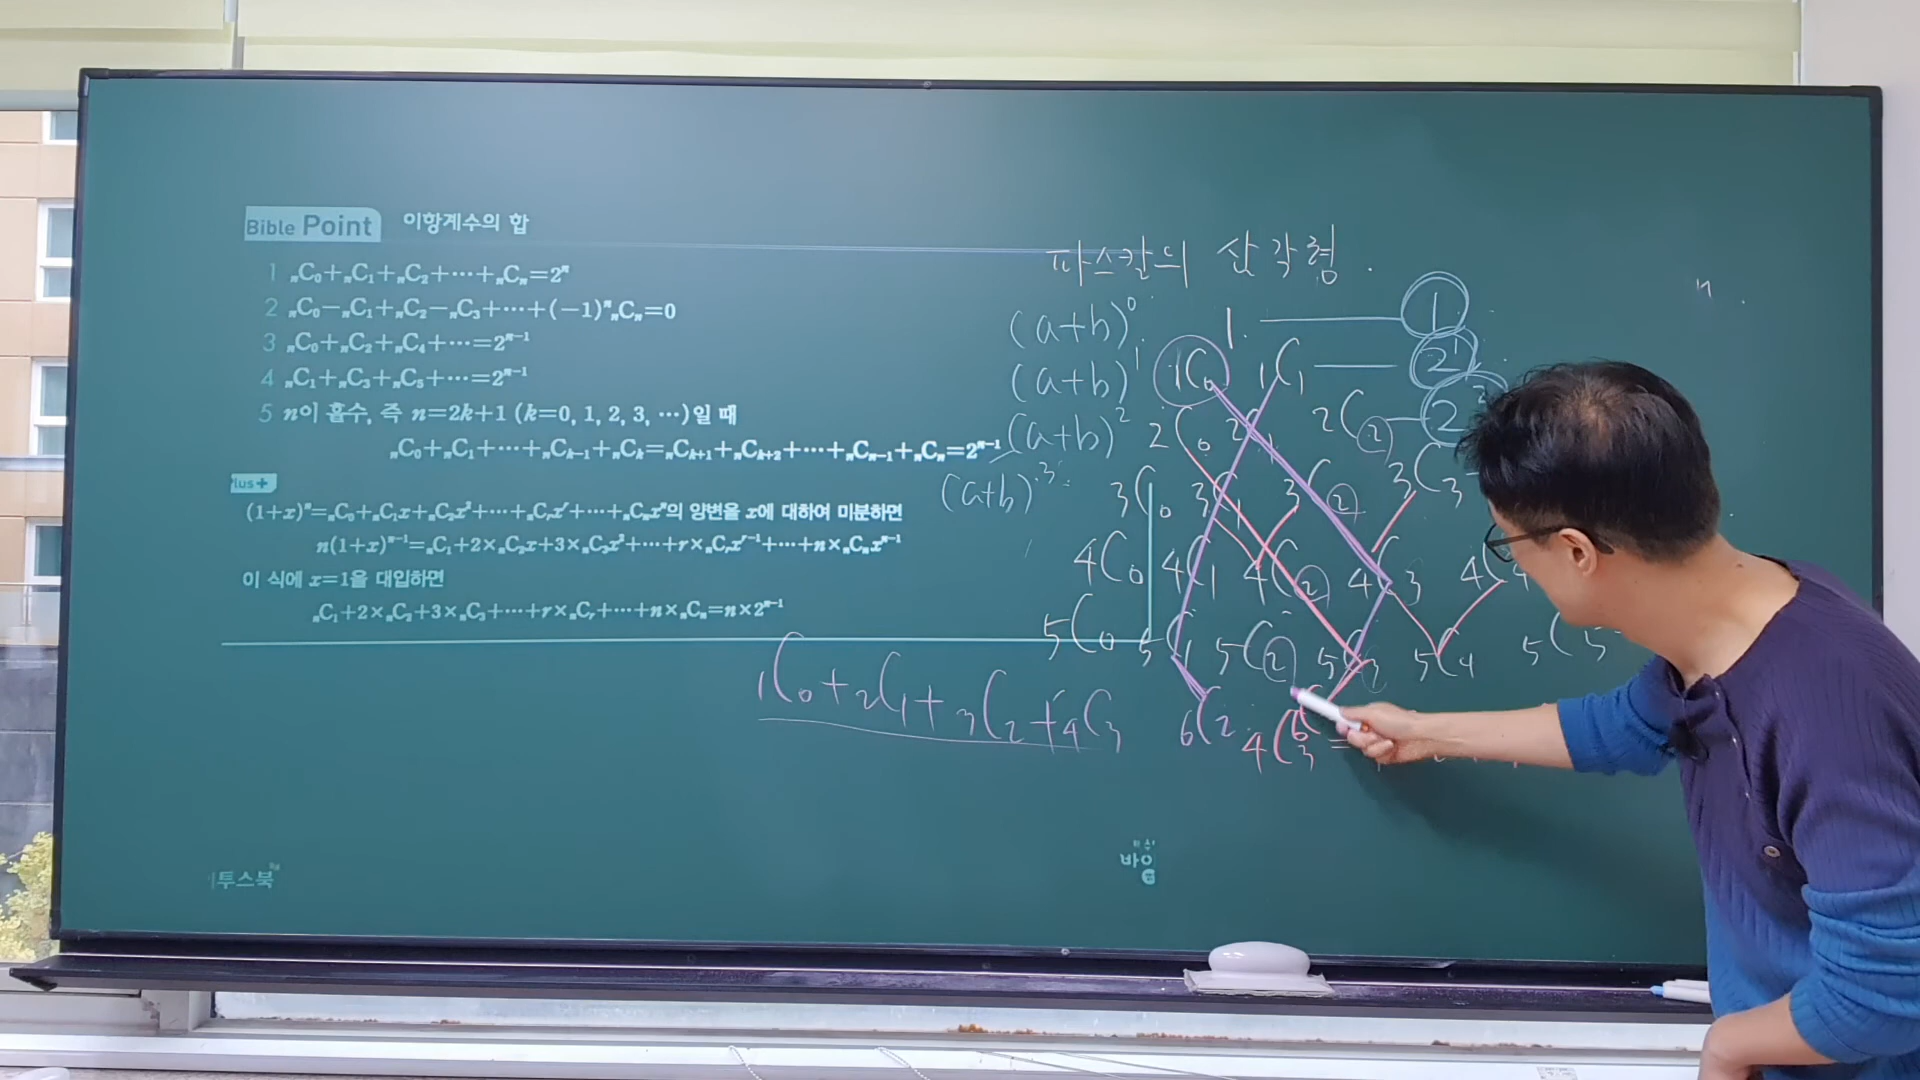 Bible Point 이항계수의 합
1 ₙC₀+ₙC₁+ₙC₂+⋯+ₙCₙ=2ⁿ
2 ₙC₀−ₙC₁+ₙC₂−ₙC₃+⋯+(−1)ⁿₙCₙ=0
3 ₙC₀+ₙC₂+ₙC₄+⋯=2ⁿ⁻¹
4 ₙC₁+ₙC₃+ₙC₅+⋯=2ⁿ⁻¹
5 n이 홀수, 즉 n=2k+1 (k=0, 1, 2, 3, ⋯)일 때
ₙC₀+ₙC₁+⋯+ₙCₖ₋₁+ₙCₖ=ₙCₖ₊₁+ₙCₖ₊₂+⋯+ₙCₙ₋₁+ₙCₙ=2ⁿ⁻¹
lus+
(1+x)ⁿ=ₙC₀+ₙC₁x+ₙC₂x²+⋯+ₙCᵣxʳ+⋯+ₙCₙxⁿ의 양변을 x에 대하여 미분하면
n(1+x)ⁿ⁻¹=ₙC₁+2×ₙC₂x+3×ₙC₃x²+⋯+r×ₙCᵣxʳ⁻¹+⋯+n×ₙCₙxⁿ⁻¹
이 식에 x=1을 대입하면
ₙC₁+2×ₙC₂+3×ₙC₃+⋯+r×ₙCᵣ+⋯+n×ₙCₙ=n×2ⁿ⁻¹
투스북
파스칼의 삼각형.
n
(a+b)⁰ 1 1
(a+b)¹ ₁C₀ ₁C₁ 2¹
(a+b)² ₂C₀ ₂C₁ ₂C₂ 2²
(a+b)³ ₃C₀ ₃C₁ ₃C₂ ₃C₃
₄C₀ ₄C₁ ₄C₂ ₄C₃ ₄C₄
₅C₀ ₅C₁ ₅C₂ ₅C₃ ₅C₄ ₅C₅
₁C₀+₂C₁+₃C₂+₄C₃ ₆C₂